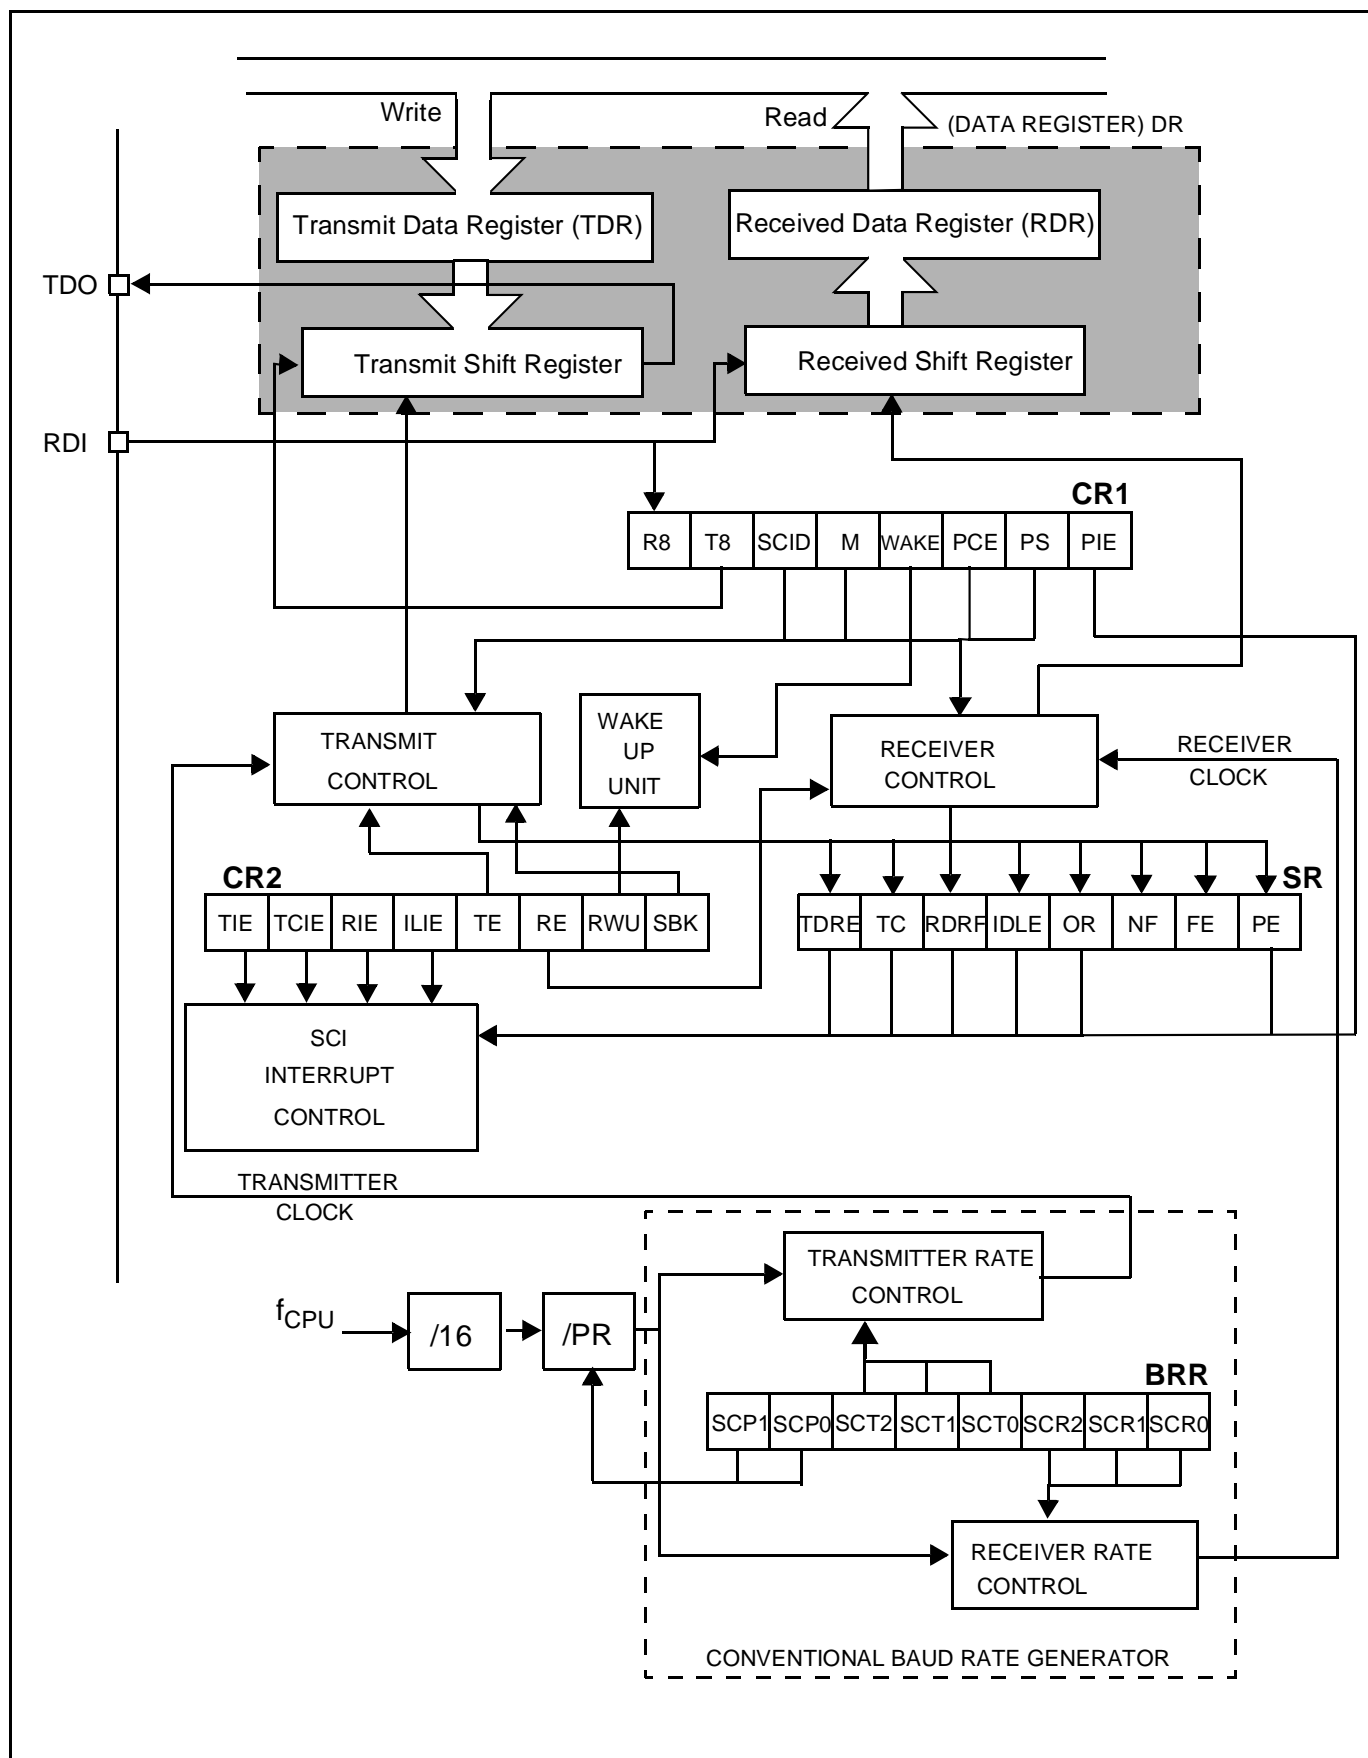 Write
Read
(DATA REGISTER) DR
Transmit Data Register (TDR)
Received Data Register (RDR)
TDO
Transmit Shift Register
Received Shift Register
RDI
CR1
R8 T8 SCID M WAKE PCE PS PIE
TRANSMIT
CONTROL
WAKE
UP
UNIT
RECEIVER
CONTROL
RECEIVER
CLOCK
CR2
TIE TCIE RIE ILIE TE RE RWU SBK
SR
TDRE TC RDRF IDLE OR NF FE PE
SCI
INTERRUPT
CONTROL
TRANSMITTER
CLOCK
TRANSMITTER RATE
CONTROL
fCPU
/16
/PR
BRR
SCP1 SCP0 SCT2 SCT1 SCT0 SCR2 SCR1 SCR0
RECEIVER RATE
CONTROL
CONVENTIONAL BAUD RATE GENERATOR